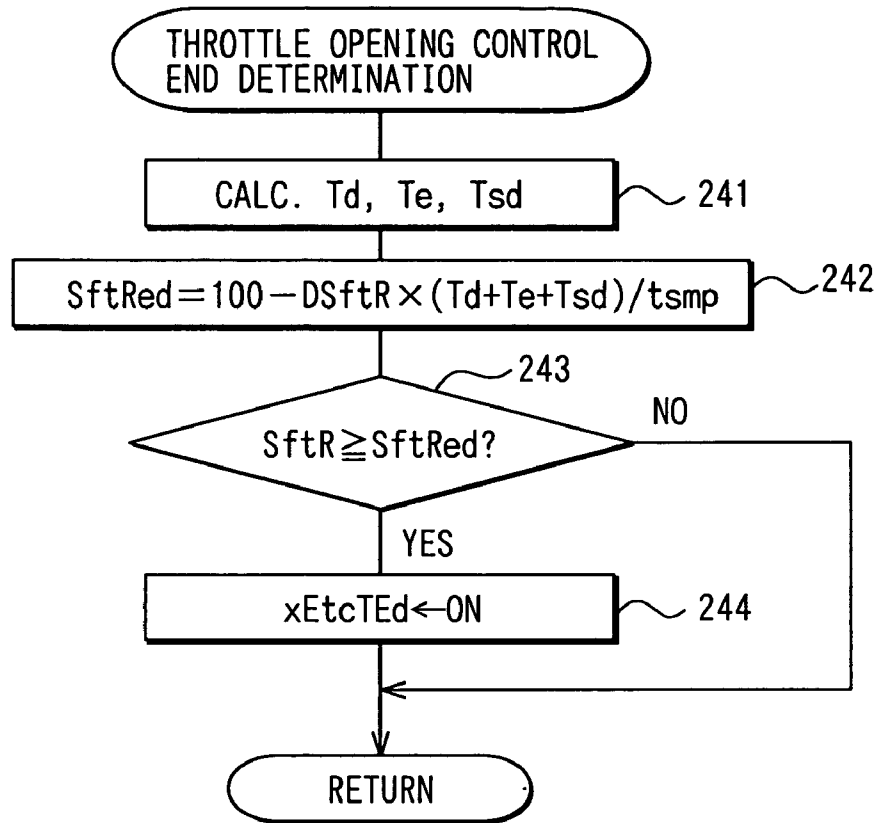 THROTTLE OPENING CONTROL
END DETERMINATION
CALC. Td, Te, Tsd
241
SftRed=100-DSftR×(Td+Te+Tsd)/tsmp
242
243
SftR≧SftRed?
NO
YES
xEtcTEd←ON
244
RETURN